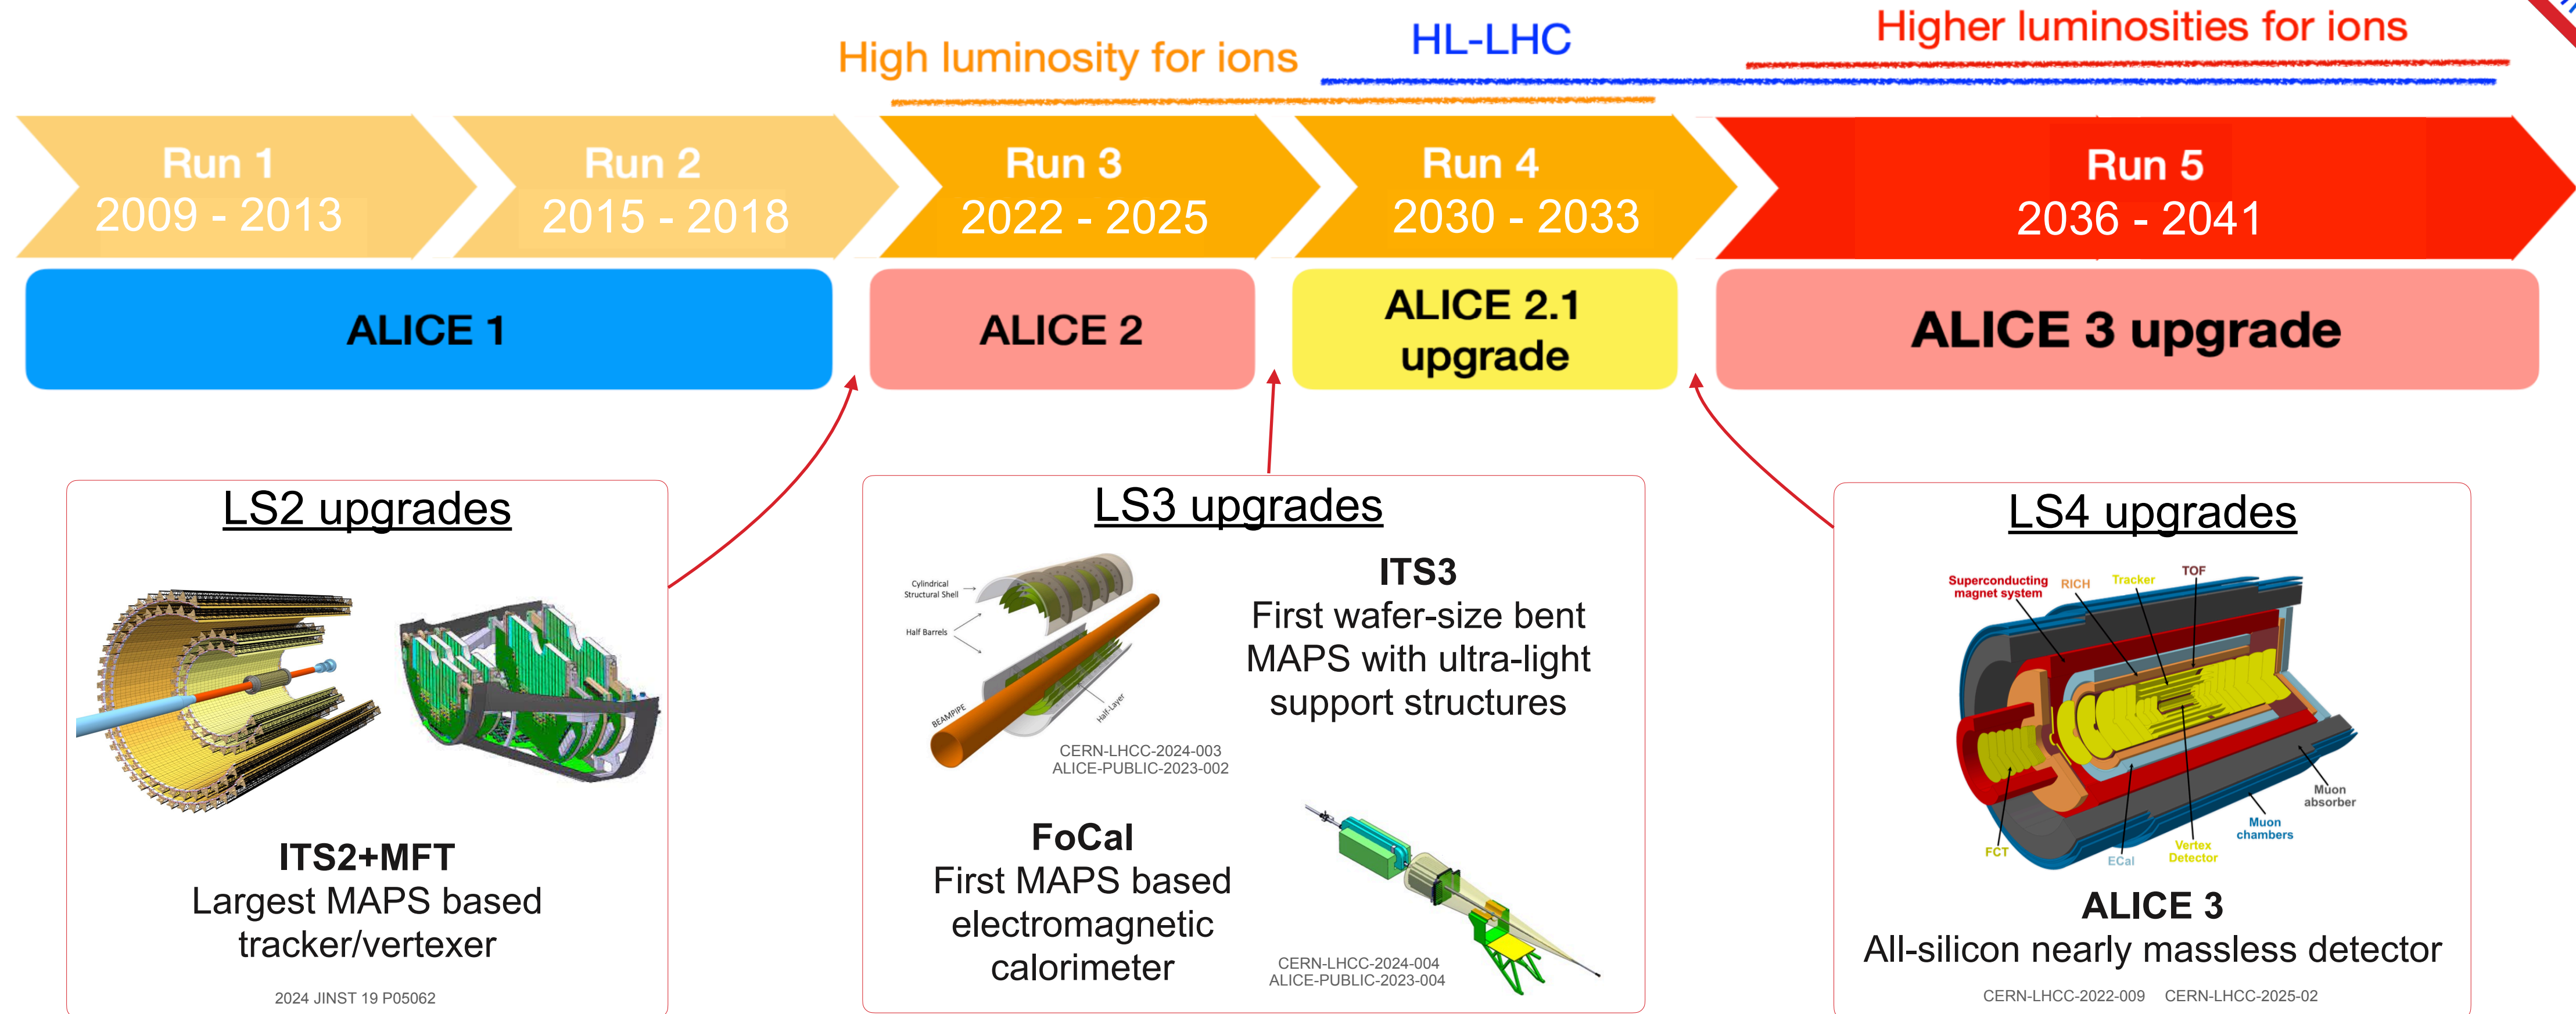 High luminosity for ions
HL-LHC
Higher luminosities for ions
Run 1
2009 - 2013
Run 2
2015 - 2018
Run 3
2022 - 2025
Run 4
2030 - 2033
Run 5
2036 - 2041
ALICE 1
ALICE 2
ALICE 2.1
upgrade
ALICE 3 upgrade
LS2 upgrades
ITS2+MFT
Largest MAPS based
tracker/vertexer
2024 JINST 19 P05062
LS3 upgrades
Cylindrical
Structural Shell
Half Barrels
BEAMPIPE
Half-Layer
ITS3
First wafer-size bent
MAPS with ultra-light
support structures
CERN-LHCC-2024-003
ALICE-PUBLIC-2023-002
FoCal
First MAPS based
electromagnetic
calorimeter
CERN-LHCC-2024-004
ALICE-PUBLIC-2023-004
LS4 upgrades
Superconducting
magnet system
RICH
Tracker
TOF
Muon
absorber
Muon
chambers
Vertex
Detector
ECal
FCT
ALICE 3
All-silicon nearly massless detector
CERN-LHCC-2022-009 CERN-LHCC-2025-02